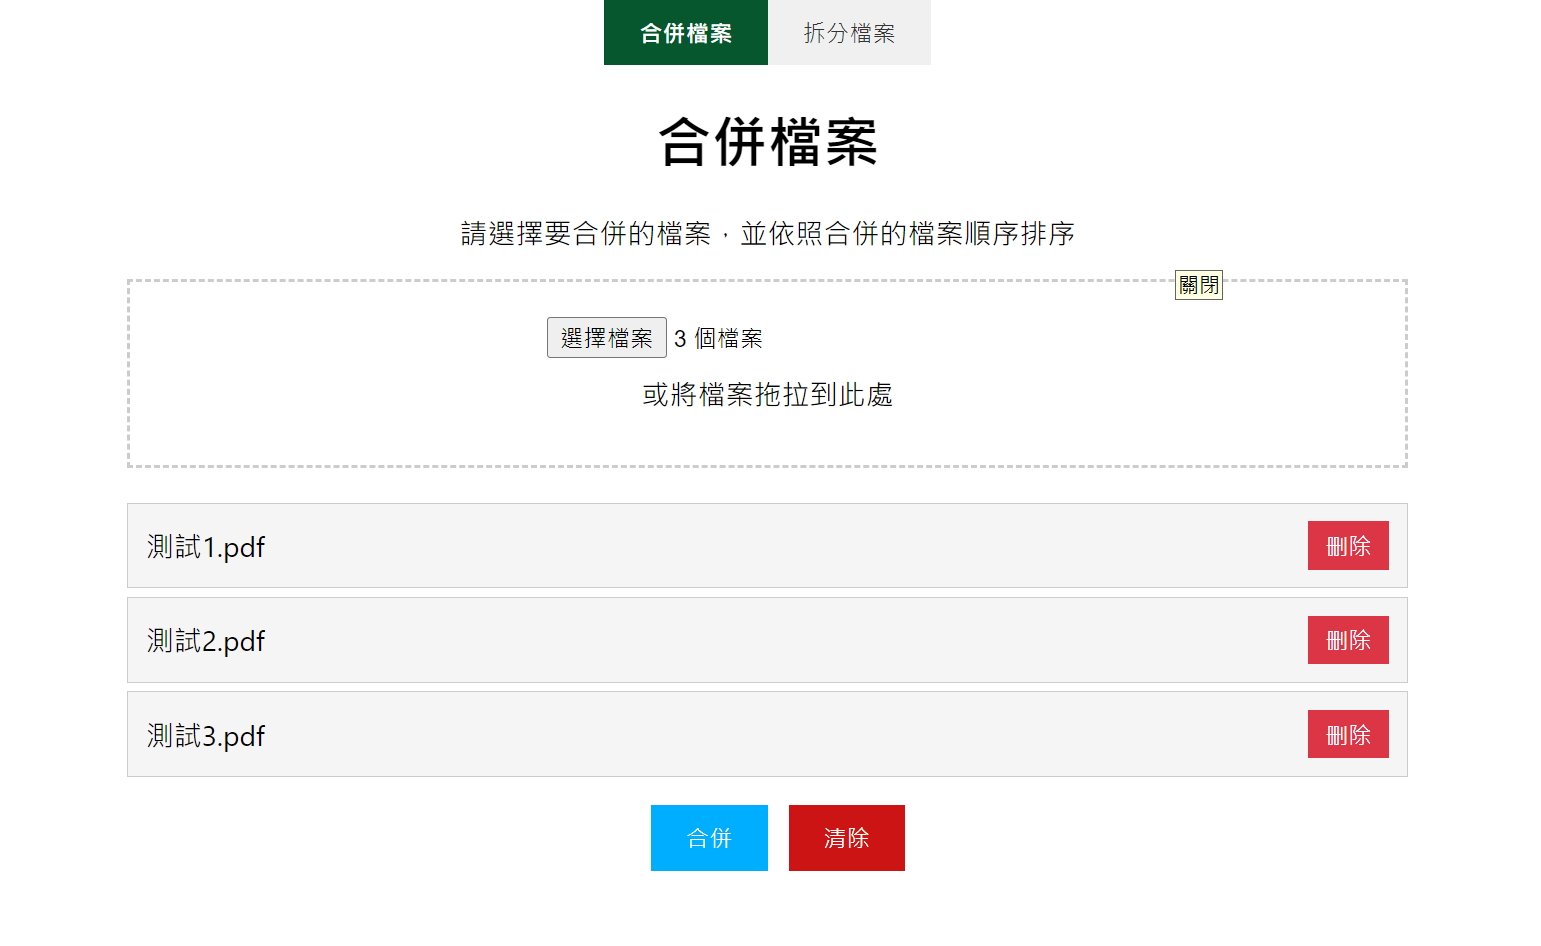 合併檔案 拆分檔案
合併檔案
請選擇要合併的檔案，並依照合併的檔案順序排序
關閉
選擇檔案 3 個檔案
或將檔案拖拉到此處
測試1.pdf 刪除
測試2.pdf 刪除
測試3.pdf 刪除
合併 清除